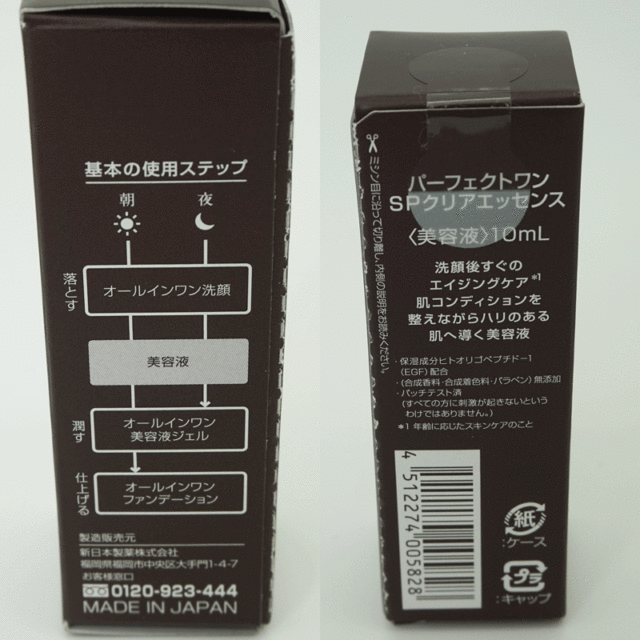 基本の使用ステップ
朝 夜
落とす
オールインワン洗顔
美容液
潤す
オールインワン
美容液ジェル
仕上げる
オールインワン
ファンデーション
製造販売元
新日本製薬株式会社
福岡県福岡市中央区大手門1-4-7
お客様窓口
0120-923-444
MADE IN JAPAN
ミシン目に沿って切り離し、内側の説明をお読みください。
パーフェクトワン
SPクリアエッセンス
〈美容液〉10mL
洗顔後すぐの
エイジングケア*1
肌コンディションを
整えながらハリのある
肌へ導く美容液
・保湿成分ヒトオリゴペプチド-1
(EGF)配合
・(合成香料・合成着色料・パラベン)無添加
・パッチテスト済
(すべての方に刺激が起きないという
わけではありません。)
*1 年齢に応じたスキンケアのこと
4 512274 005828
紙
:ケース
プラ
:キャップ